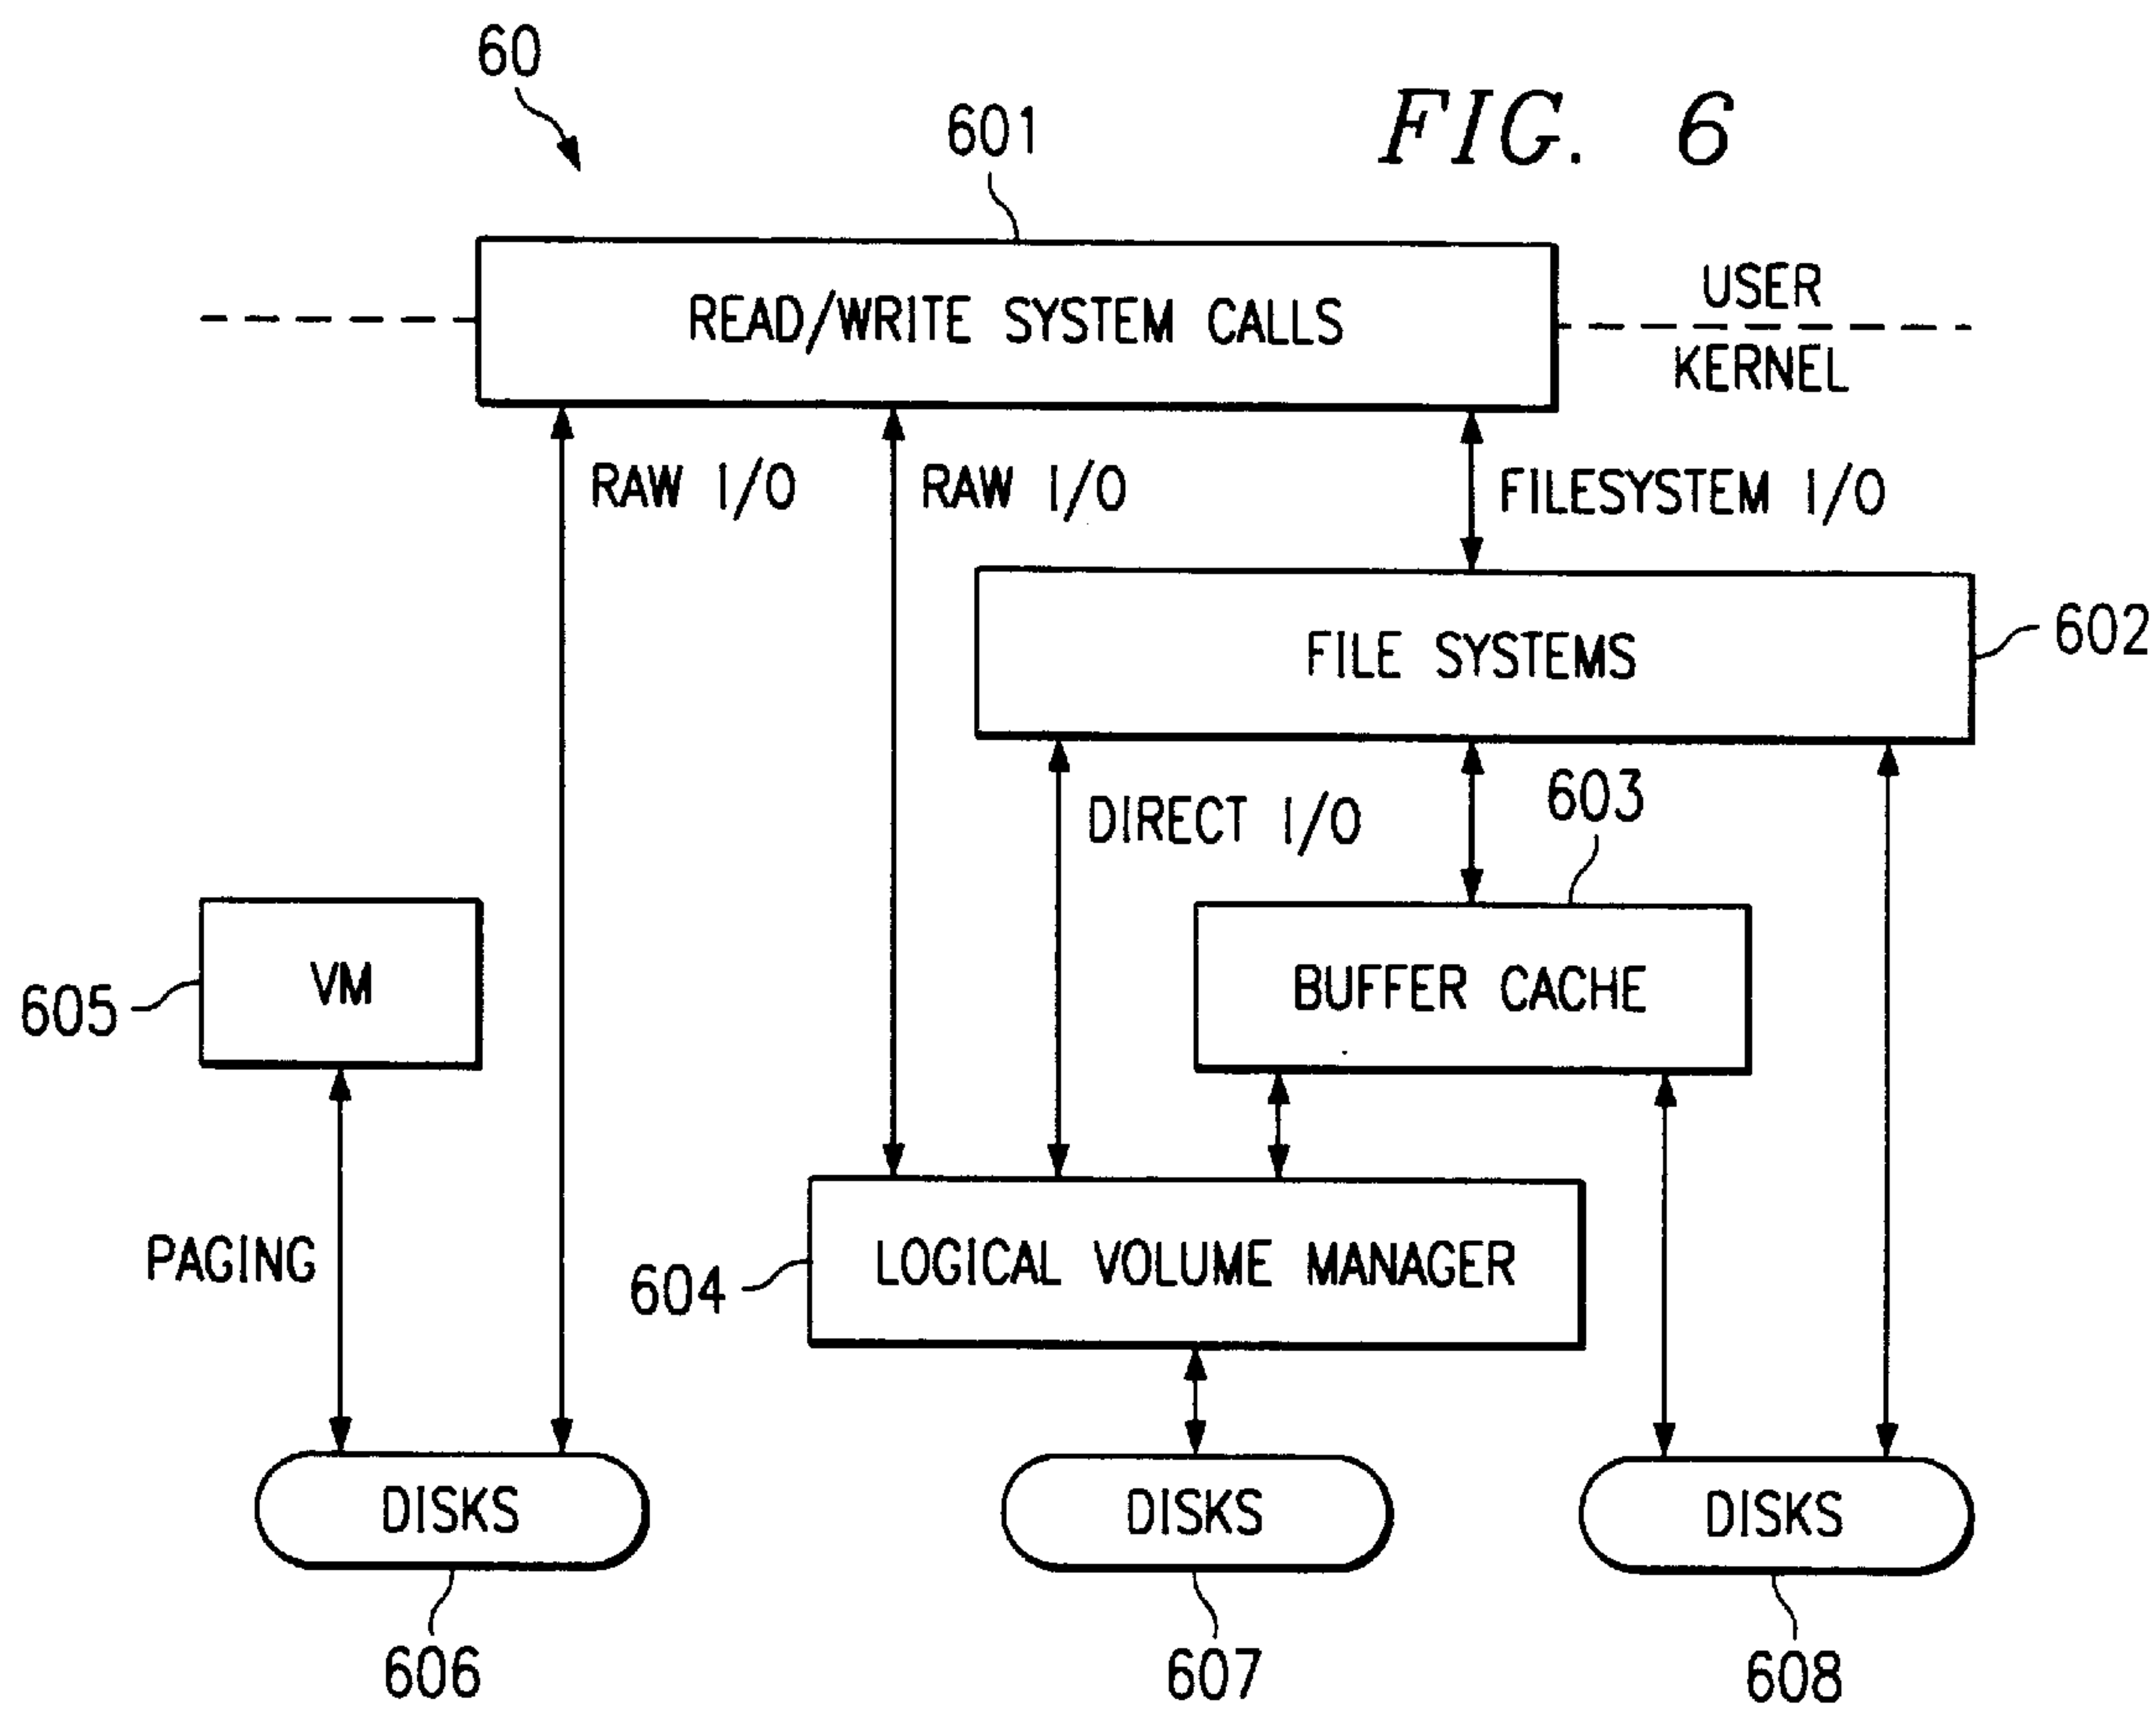 60
FIG. 6
601
READ/WRITE SYSTEM CALLS
USER
KERNEL
RAW I/O
RAW I/O
FILESYSTEM I/O
FILE SYSTEMS
602
DIRECT I/O
603
VM
605
BUFFER CACHE
PAGING
604
LOGICAL VOLUME MANAGER
DISKS
DISKS
DISKS
606
607
608